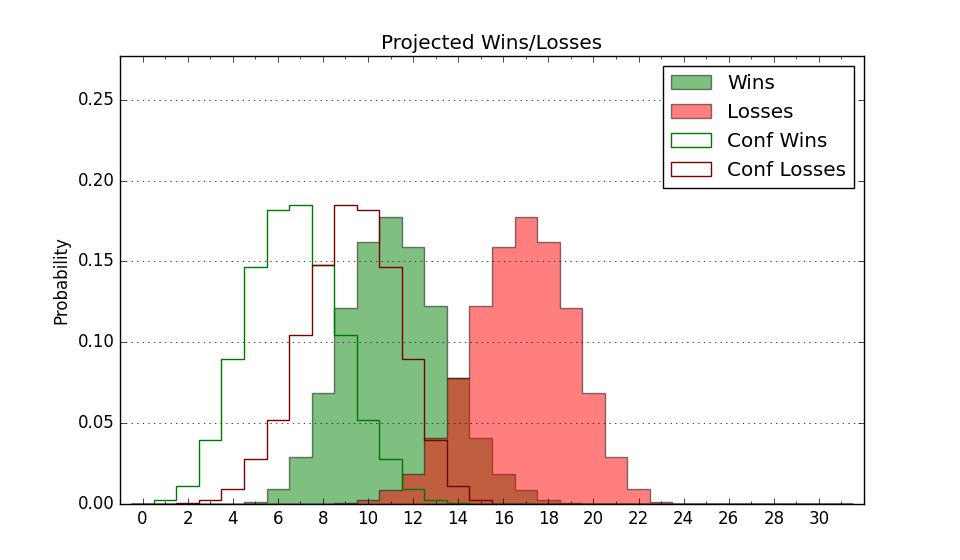 Projected Wins/Losses
Wins
Losses
Conf Wins
Conf Losses
Probability
0.25
0.20
0.15
0.10
0.05
0.00
0 2 4 6 8 10 12 14 16 18 20 22 24 26 28 30